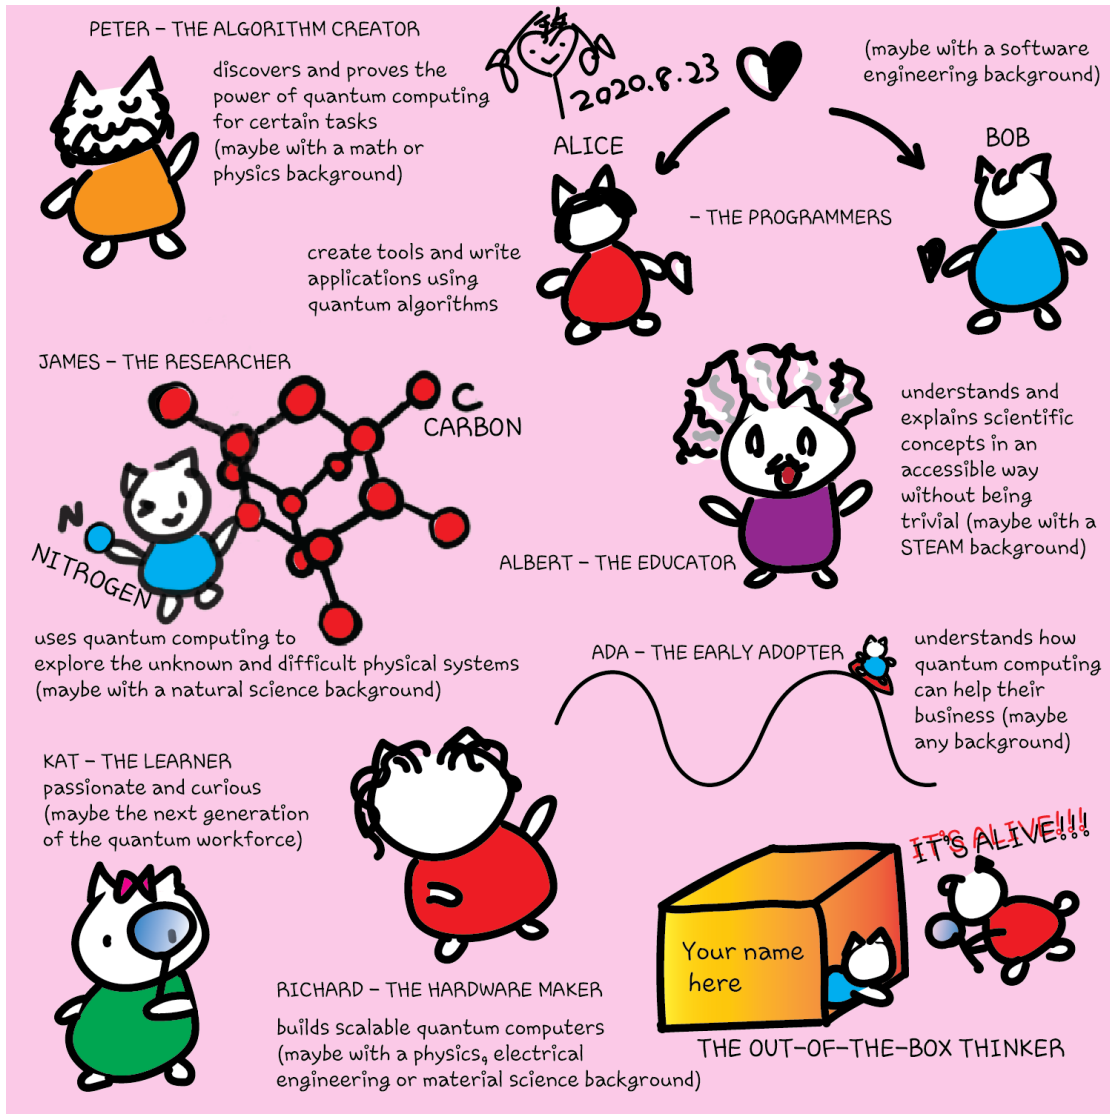 PETER – THE ALGORITHM CREATOR
discovers and proves the
power of quantum computing
for certain tasks
(maybe with a math or
physics background)
2020.8.23
(maybe with a software
engineering background)
ALICE
BOB
– THE PROGRAMMERS
create tools and write
applications using
quantum algorithms
JAMES – THE RESEARCHER
C
CARBON
N
NITROGEN
uses quantum computing to
explore the unknown and difficult physical systems
(maybe with a natural science background)
understands and
explains scientific
concepts in an
accessible way
without being
trivial (maybe with a
STEAM background)
ALBERT – THE EDUCATOR
ADA – THE EARLY ADOPTER
understands how
quantum computing
can help their
business (maybe
any background)
KAT – THE LEARNER
passionate and curious
(maybe the next generation
of the quantum workforce)
RICHARD – THE HARDWARE MAKER
builds scalable quantum computers
(maybe with a physics, electrical
engineering or material science background)
IT'S ALIVE!!!
Your name
here
THE OUT-OF-THE-BOX THINKER